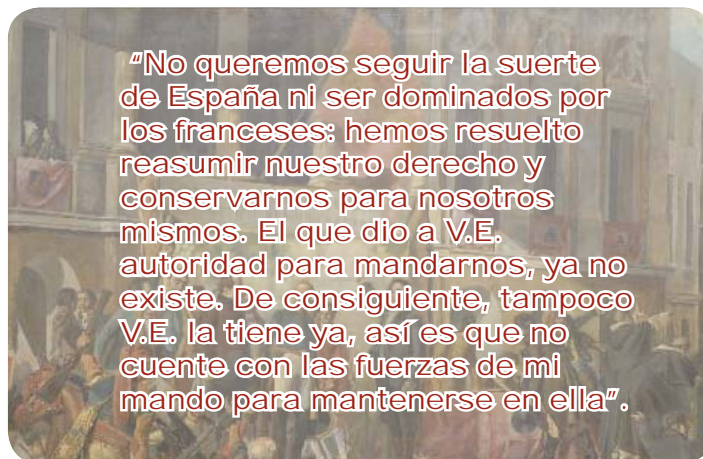 “No queremos seguir la suerte
de España ni ser dominados por
los franceses: hemos resuelto
reasumir nuestro derecho y
conservarnos para nosotros
mismos. El que dio a V.E.
autoridad para mandarnos, ya no
existe. De consiguiente, tampoco
V.E. la tiene ya, así es que no
cuente con las fuerzas de mi
mando para mantenerse en ella”.